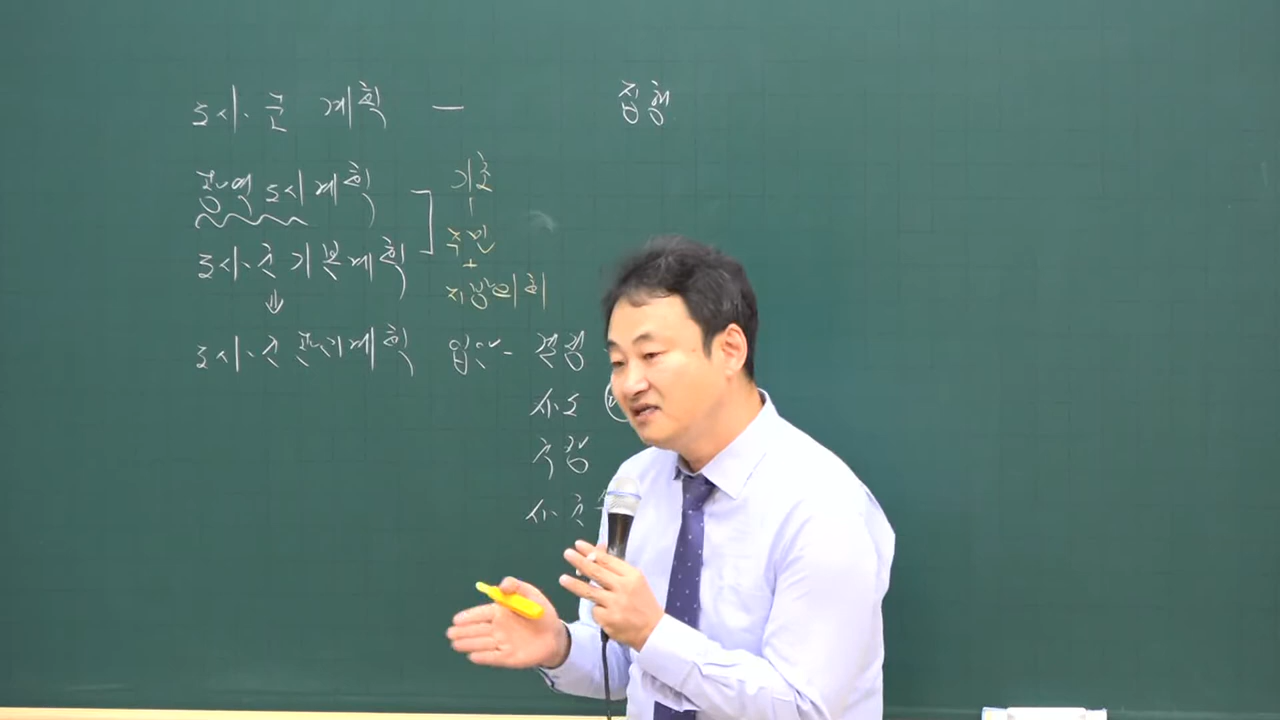 도시·군 계획 — 집행
광역도시계획
기초
도시·군 기본계획
주민
지방의회
도시·군 관리계획 입안 - 결정
시·도
수립
시·군